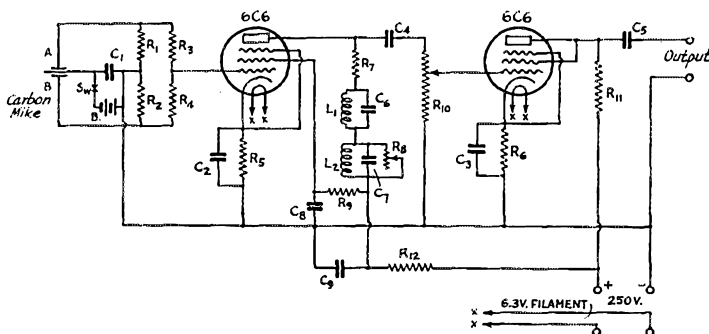 6C6
6C6
A
B
Carbon
Mike
C1
Sw
B
R1
R2
R3
R4
C2
R5
C4
R7
L1
C6
L2
R8
C7
R9
C8
C9
R10
R12
C3
R6
R11
C5
Output
+
-
250V.
6.3V. FILAMENT
x
x
x x
x x